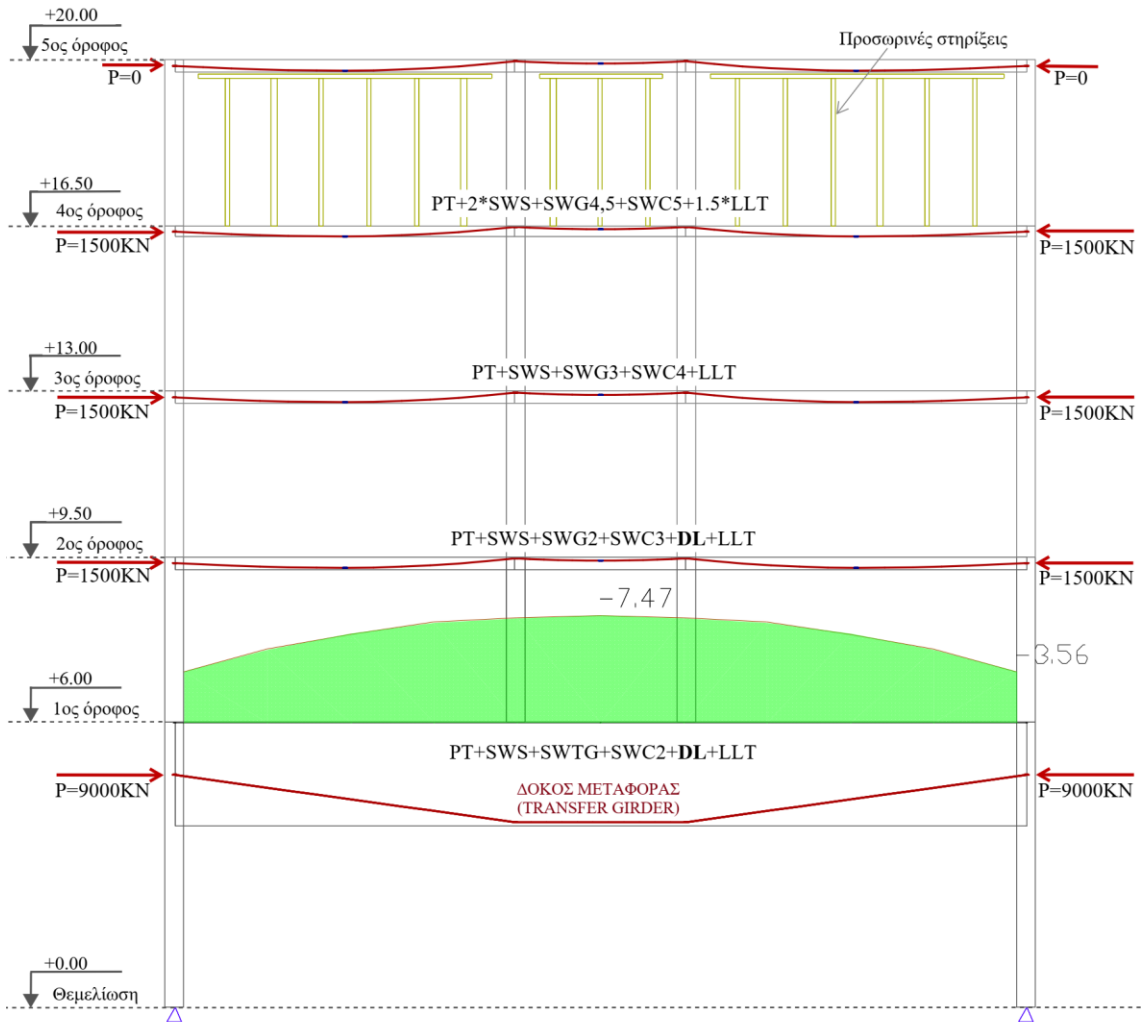 +20.00
5ος όροφος
P=0
P=0
Προσωρινές στηρίξεις
+16.50
4ος όροφος
PT+2*SWS+SWG4,5+SWC5+1.5*LLT
P=1500KN
P=1500KN
+13.00
3ος όροφος
PT+SWS+SWG3+SWC4+LLT
P=1500KN
P=1500KN
+9.50
2ος όροφος
PT+SWS+SWG2+SWC3+DL+LLT
P=1500KN
P=1500KN
-7.47
-3.56
+6.00
1ος όροφος
PT+SWS+SWTG+SWC2+DL+LLT
P=9000KN
P=9000KN
ΔΟΚΟΣ ΜΕΤΑΦΟΡΑΣ
(TRANSFER GIRDER)
+0.00
Θεμελίωση